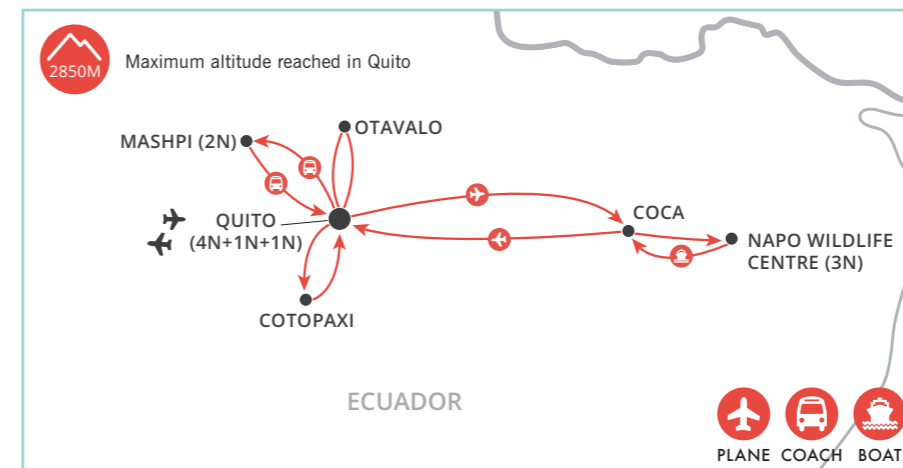 2850M
Maximum altitude reached in Quito
OTAVALO
MASHPI (2N)
QUITO
(4N+1N+1N)
COCA
NAPO WILDLIFE
CENTRE (3N)
COTOPAXI
ECUADOR
PLANE
COACH
BOAT